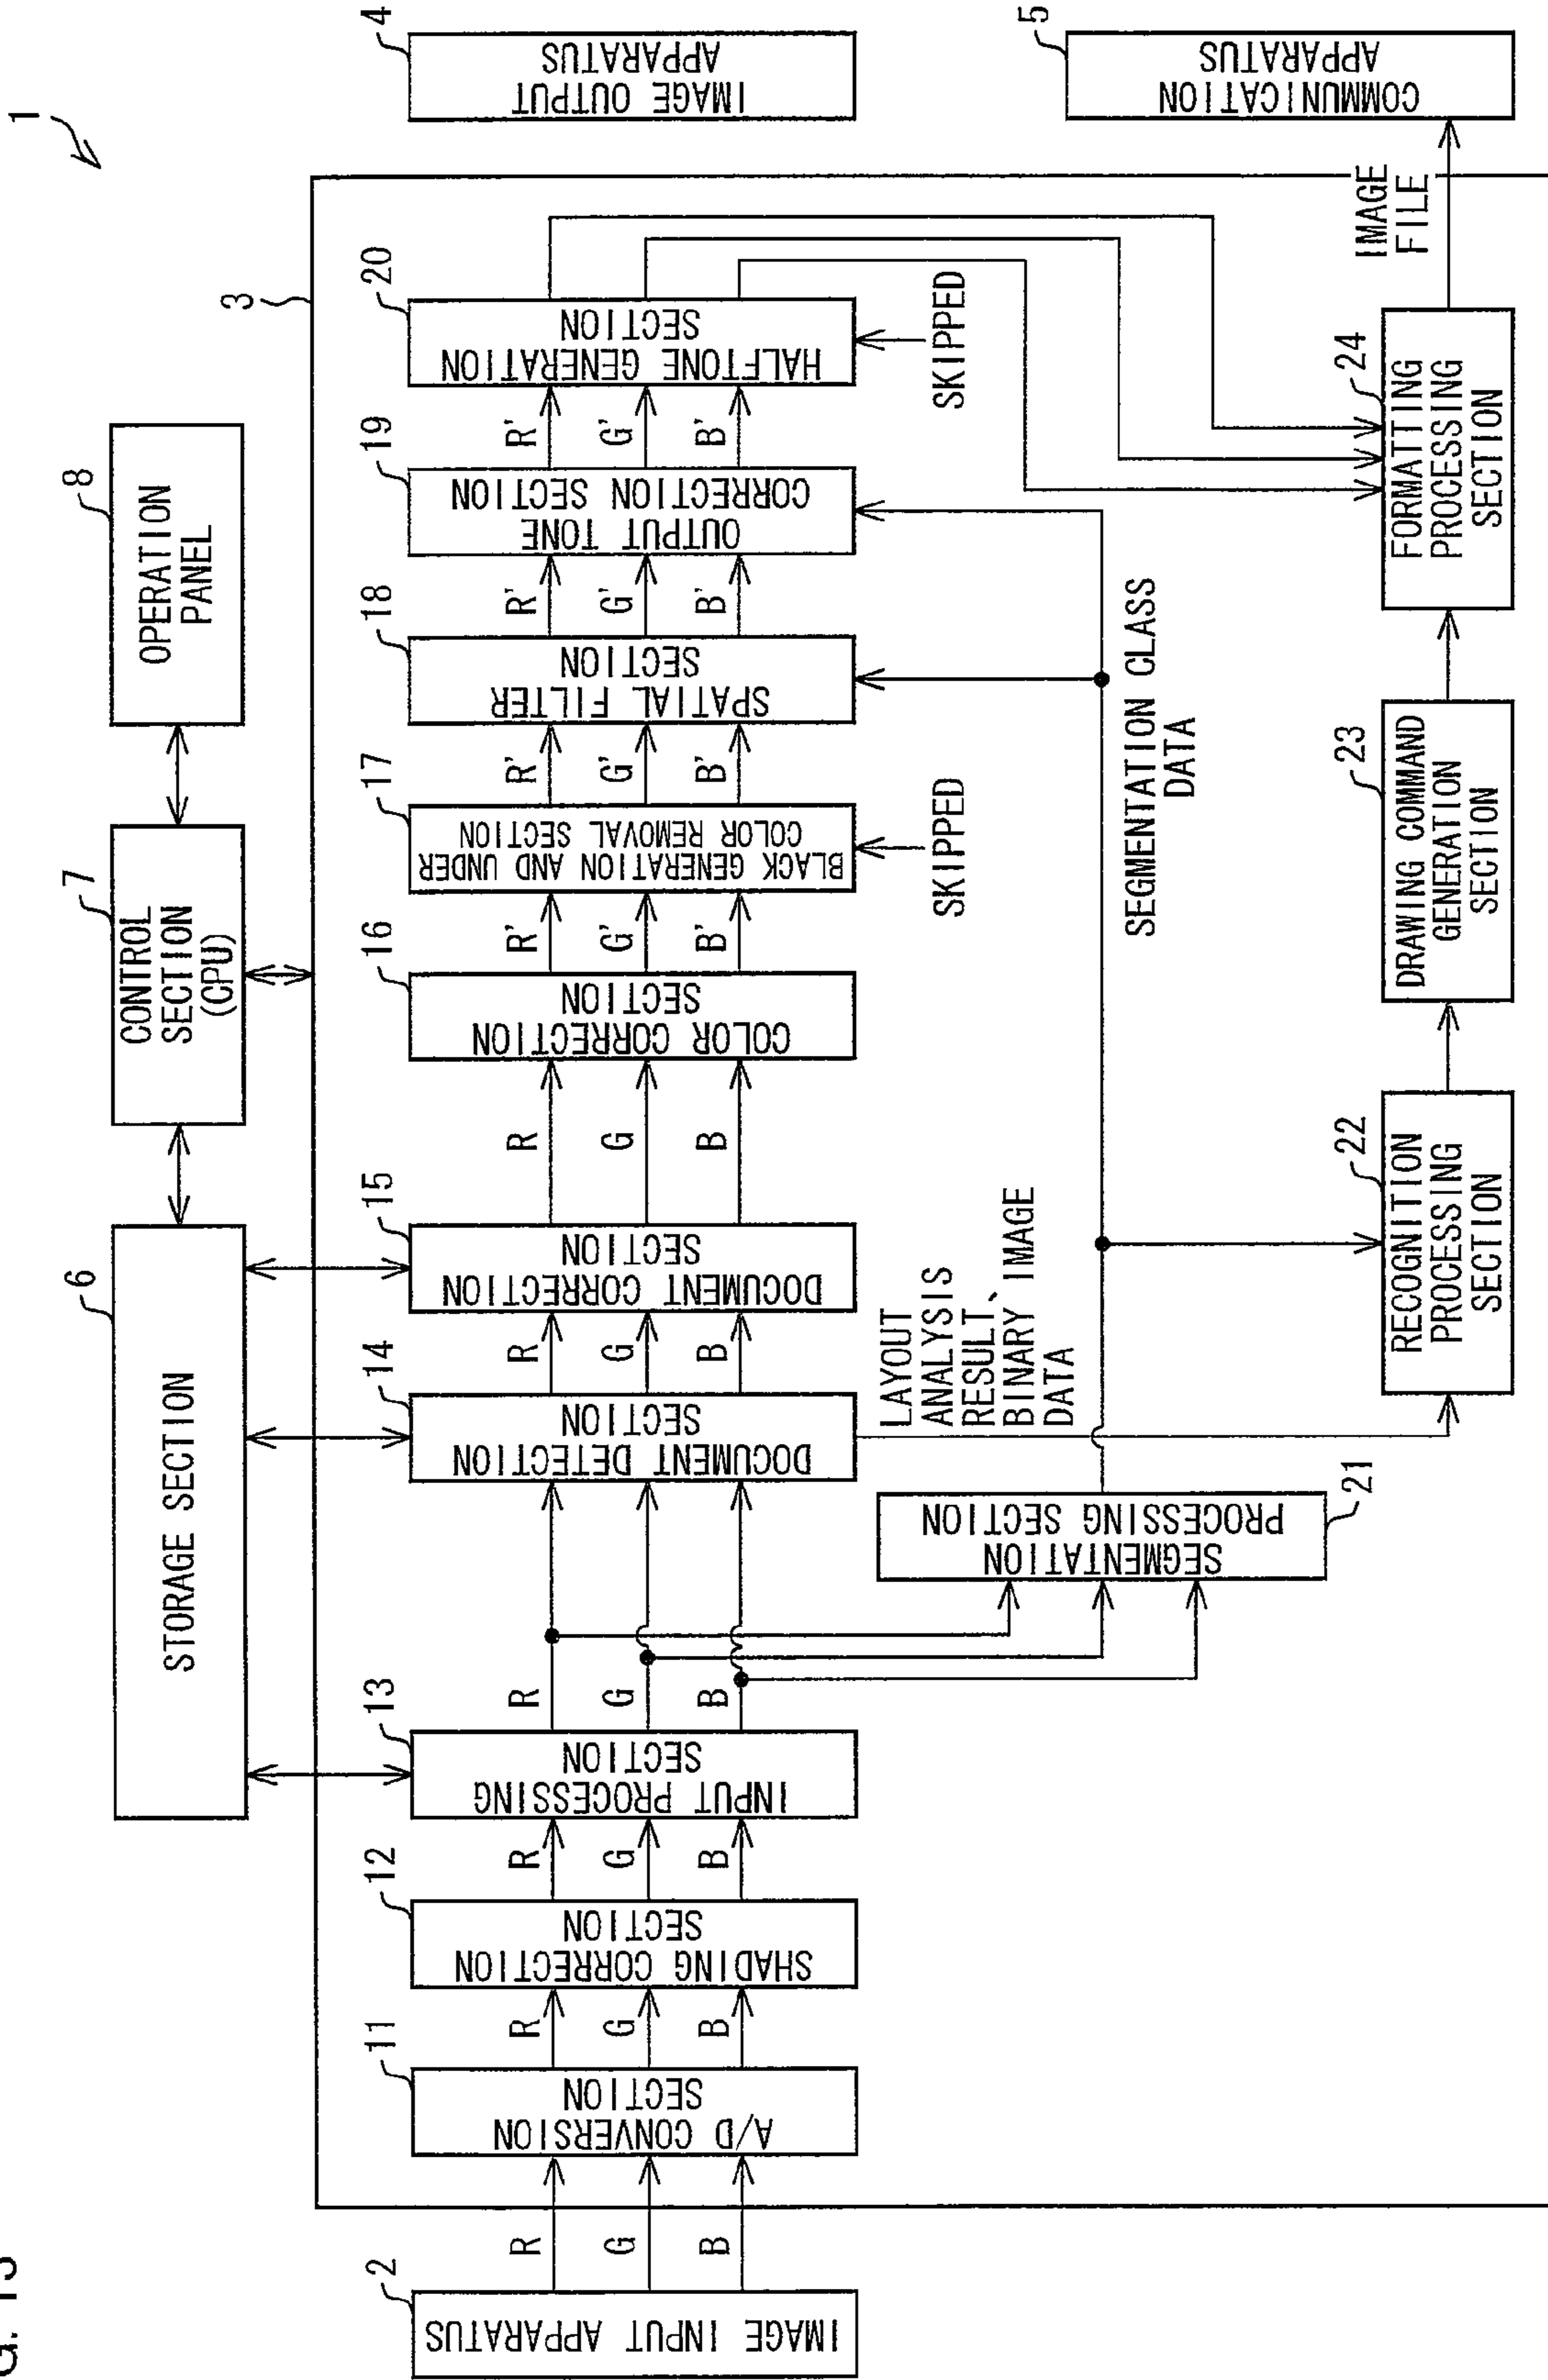 G. 13
1
2
IMAGE INPUT APPARATUS
R
G
B
3
11
A/D CONVERSION
SECTION
R
G
B
12
SHADING CORRECTION
SECTION
R
G
B
13
INPUT PROCESSING
SECTION
R
G
B
14
DOCUMENT DETECTION
SECTION
R
G
B
15
DOCUMENT CORRECTION
SECTION
R
G
B
16
COLOR CORRECTION
SECTION
R'
G'
B'
17
BLACK GENERATION AND UNDER
COLOR REMOVAL SECTION
SKIPPED
R'
G'
B'
18
SPATIAL FILTER
SECTION
R'
G'
B'
19
OUTPUT TONE
CORRECTION SECTION
R'
G'
B'
20
HALFTONE GENERATION
SECTION
SKIPPED
4
IMAGE OUTPUT
APPARATUS
5
COMMUNICATION
APPARATUS
6
STORAGE SECTION
7
CONTROL
SECTION
(CPU)
8
OPERATION
PANEL
21
SEGMENTATION
PROCESSING SECTION
LAYOUT
ANALYSIS
RESULT、
BINARY IMAGE
DATA
SEGMENTATION CLASS
DATA
22
RECOGNITION
PROCESSING
SECTION
23
DRAWING COMMAND
GENERATION
SECTION
24
FORMATTING
PROCESSING
SECTION
IMAGE
FILE